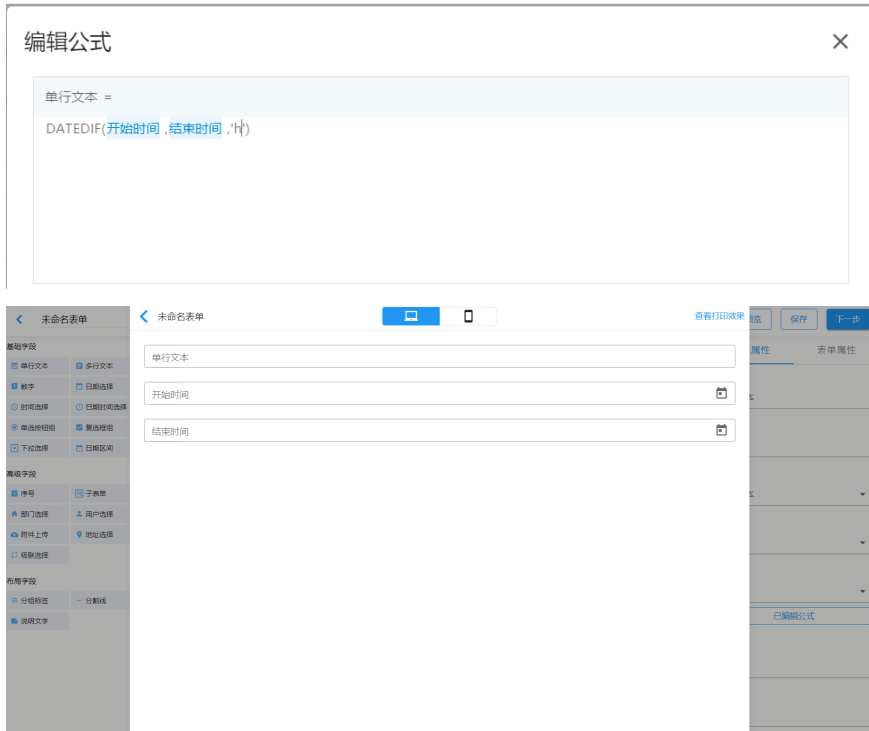 编辑公式
单行文本 =
DATEDIF(开始时间 ,结束时间 ,'h')
未命名表单
未命名表单
查看打印效果
保存
下一步
基础字段
属性
表单属性
单行文本
单行文本
多行文本
数字
日期选择
开始时间
时间选择
日期时间选择
单选按钮组
复选框组
结束时间
下拉选择
日期区间
高级字段
序号
子表单
部门选择
用户选择
附件上传
地址选择
级联选择
布局字段
分组标签
分割线
已编辑公式
说明文字